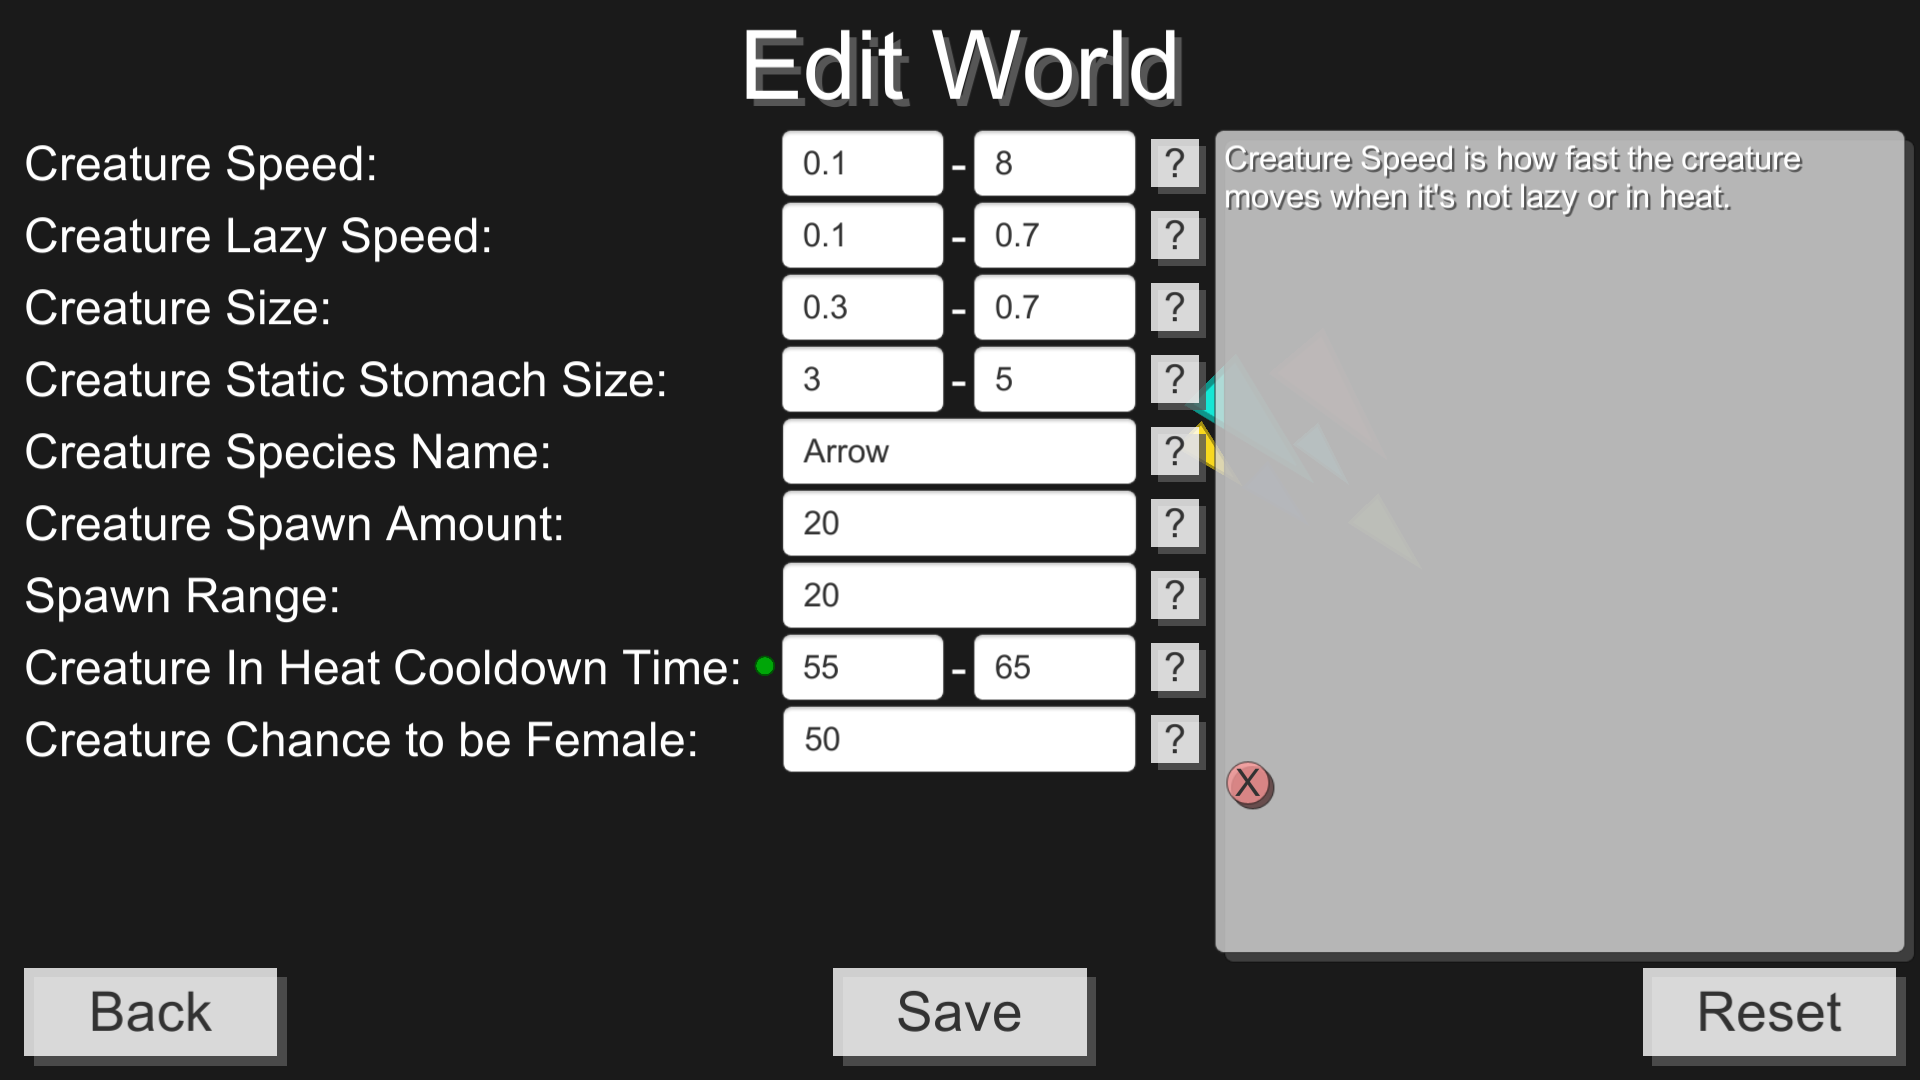 Edit World
Creature Speed: 0.1 - 8 ?
Creature Lazy Speed: 0.1 - 0.7 ?
Creature Size: 0.3 - 0.7 ?
Creature Static Stomach Size: 3 - 5 ?
Creature Species Name: Arrow ?
Creature Spawn Amount: 20 ?
Spawn Range: 20 ?
Creature In Heat Cooldown Time: 55 - 65 ?
Creature Chance to be Female: 50 ?
Creature Speed is how fast the creature
moves when it's not lazy or in heat.
X
Back
Save
Reset